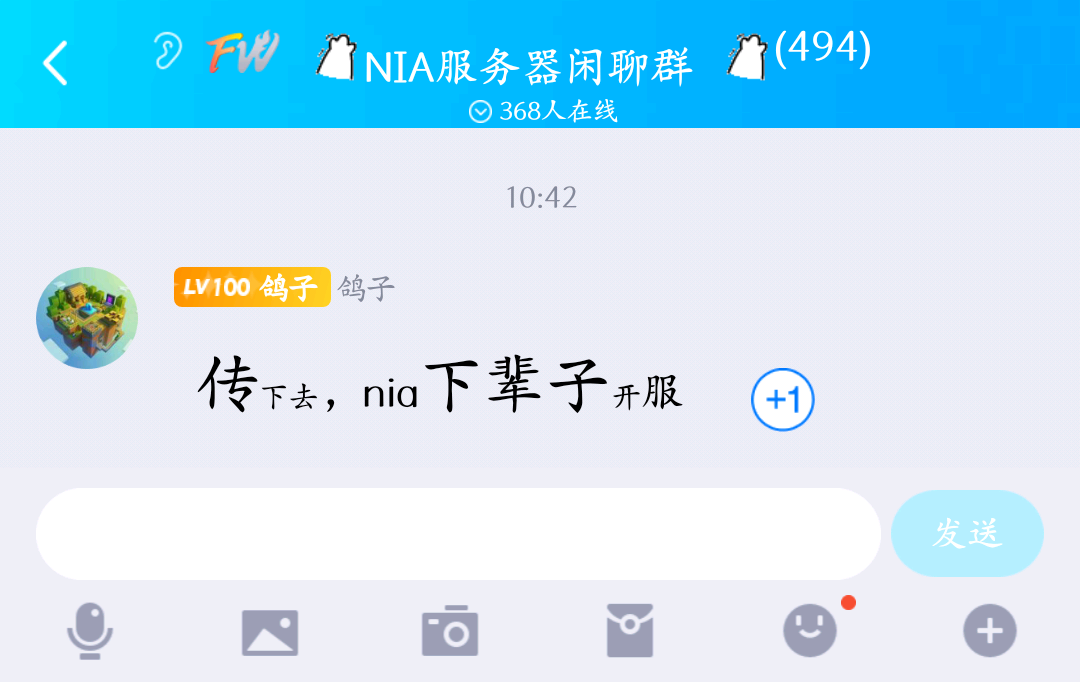 FW NIA服务器闲聊群 (494)
368人在线
10:42
LV100 鸽子 鸽子
传下去，nia下辈子开服 +1
发送